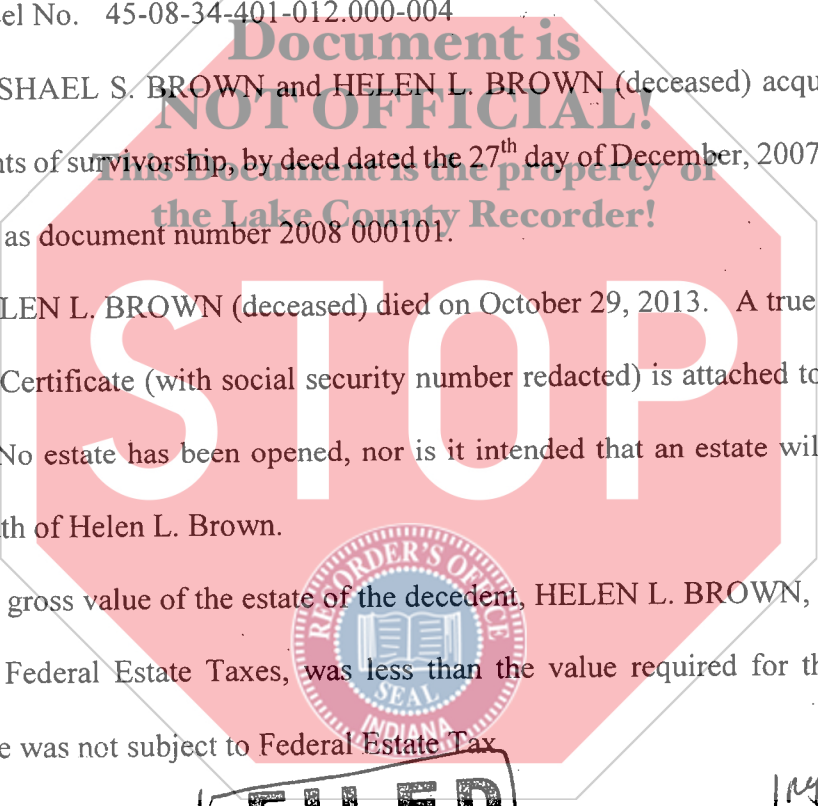 el No. 45-08-34-401-012.000-004
Document is
SHAEL S. BROWN and HELEN L. BROWN (deceased) acqu
NOT OFFICIAL!
nts of survivorship, by deed dated the 27th day of December, 2007
This Document is the property of
the Lake County Recorder!
as document number 2008 000101.
LEN L. BROWN (deceased) died on October 29, 2013. A true
Certificate (with social security number redacted) is attached to
STOP
No estate has been opened, nor is it intended that an estate wil
th of Helen L. Brown.
RECORDER'S OFFICE
gross value of the estate of the decedent, HELEN L. BROWN,
Federal Estate Taxes, was less than the value required for th
SEAL
INDIANA
e was not subject to Federal Estate Tax
FILED